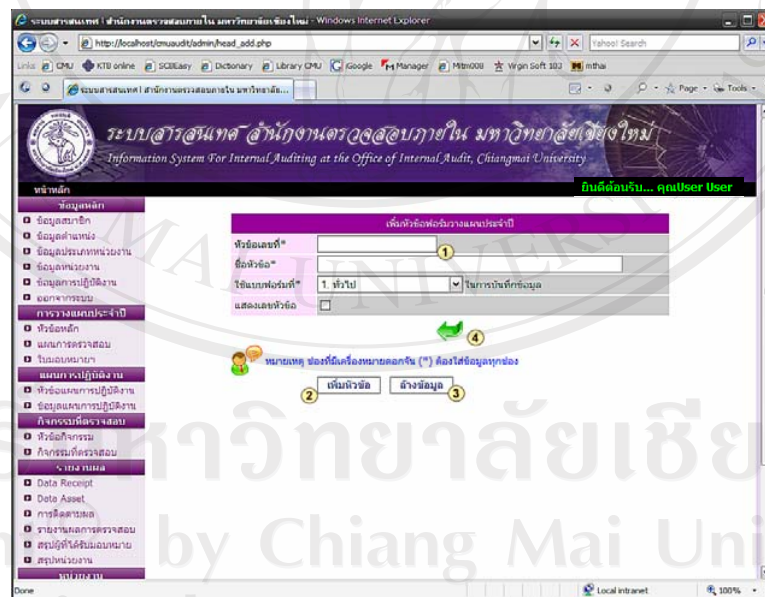 ระบบสารสนเทศ | สำนักงานตรวจสอบภายใน มหาวิทยาลัยเชียงใหม่ - Windows Internet Explorer
http://localhost/cmuaudit/admin/head_add.php
Yahoo! Search
Links CMU KTB online SCBEasy Dictionary Library CMU Google Manager Mitm008 Virgin Soft 103 mthai
ระบบสารสนเทศ | สำนักงานตรวจสอบภายใน มหาวิทยาลั...
Page Tools
ระบบสารสนเทศ สำนักงานตรวจสอบภายใน มหาวิทยาลัยเชียงใหม่
Information System For Internal Auditing at the Office of Internal Audit, Chiangmai University
หน้าหลัก
ยินดีต้อนรับ... คุณUser User
ข้อมูลหลัก
ข้อมูลสมาชิก
ข้อมูลตำแหน่ง
ข้อมูลประเภทหน่วยงาน
ข้อมูลหน่วยงาน
ข้อมูลการปฏิบัติงาน
ออกจากระบบ
การวางแผนประจำปี
หัวข้อหลัก
แผนการตรวจสอบ
ใบมอบหมายฯ
แผนการปฏิบัติงาน
หัวข้อแผนการปฏิบัติงาน
ข้อมูลแผนการปฏิบัติงาน
กิจกรรมที่ตรวจสอบ
หัวข้อกิจกรรม
กิจกรรมที่ตรวจสอบ
รายงานผล
Data Receipt
Data Asset
การติดตามผล
รายงานผลการตรวจสอบ
สรุปผู้ที่ได้รับมอบหมาย
สรุปหน่วยงาน
หน่วยงาน
เพิ่มหัวข้อฟอร์มวางแผนประจำปี
หัวข้อเลขที่*
1
ชื่อหัวข้อ*
ใช้แบบฟอร์มที่* 1. ทั่วไป ในการบันทึกข้อมูล
แสดงเลขหัวข้อ
4
หมายเหตุ ช่องที่มีเครื่องหมายดอกจัน (*) ต้องใส่ข้อมูลทุกช่อง
2 เพิ่มหัวข้อ ล้างข้อมูล 3
Done
Local intranet
100%
MAI UNIVERS
มหาวิทยาลัยเชีย
by Chiang Mai Uni